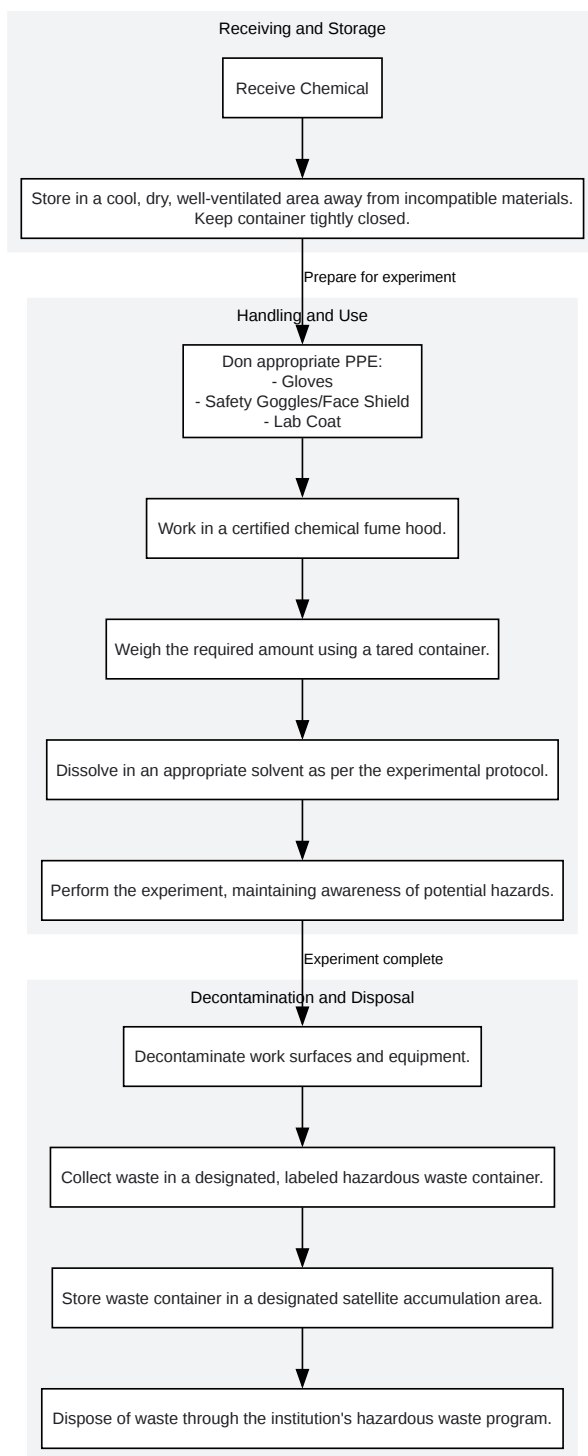 Receiving and Storage
Receive Chemical
Store in a cool, dry, well-ventilated area away from incompatible materials.
Keep container tightly closed.
Prepare for experiment
Handling and Use
Don appropriate PPE:
- Gloves
- Safety Goggles/Face Shield
- Lab Coat
Work in a certified chemical fume hood.
Weigh the required amount using a tared container.
Dissolve in an appropriate solvent as per the experimental protocol.
Perform the experiment, maintaining awareness of potential hazards.
Experiment complete
Decontamination and Disposal
Decontaminate work surfaces and equipment.
Collect waste in a designated, labeled hazardous waste container.
Store waste container in a designated satellite accumulation area.
Dispose of waste through the institution's hazardous waste program.